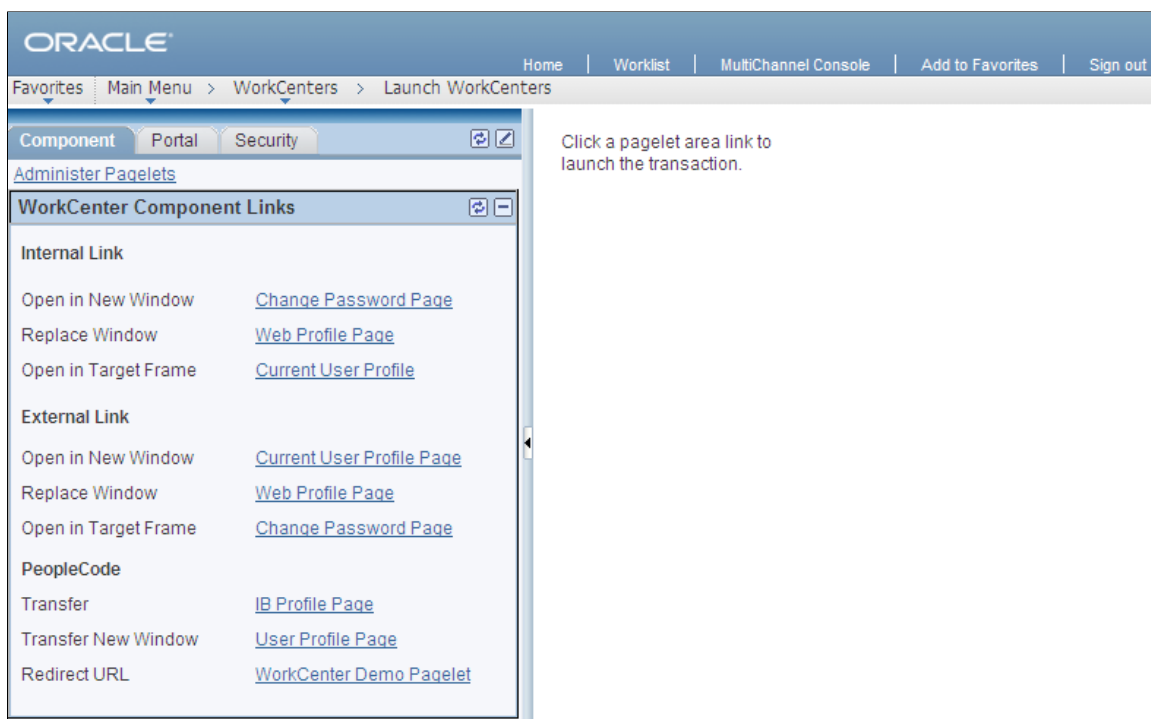 ORACLE
Home | Worklist | MultiChannel Console | Add to Favorites | Sign out
Favorites Main Menu > WorkCenters > Launch WorkCenters
Component Portal Security
Administer Pagelets
WorkCenter Component Links
Internal Link
Open in New Window Change Password Page
Replace Window Web Profile Page
Open in Target Frame Current User Profile
External Link
Open in New Window Current User Profile Page
Replace Window Web Profile Page
Open in Target Frame Change Password Page
PeopleCode
Transfer IB Profile Page
Transfer New Window User Profile Page
Redirect URL WorkCenter Demo Pagelet
Click a pagelet area link to
launch the transaction.